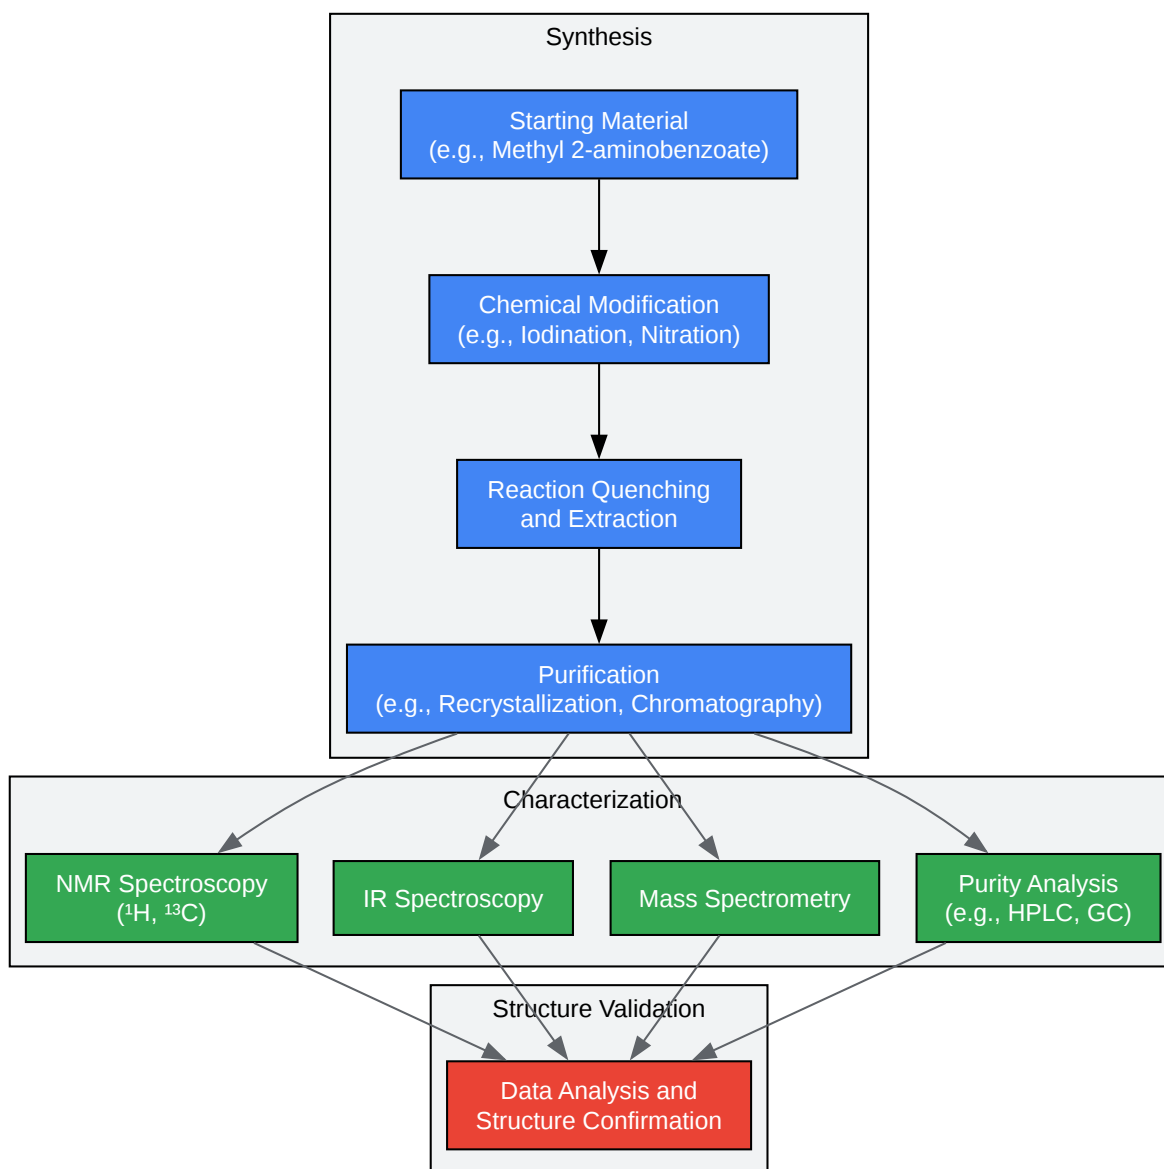 Synthesis
Starting Material
(e.g., Methyl 2-aminobenzoate)
Chemical Modification
(e.g., Iodination, Nitration)
Reaction Quenching
and Extraction
Purification
(e.g., Recrystallization, Chromatography)
Characterization
NMR Spectroscopy
(¹H, ¹³C)
IR Spectroscopy
Mass Spectrometry
Purity Analysis
(e.g., HPLC, GC)
Structure Validation
Data Analysis and
Structure Confirmation